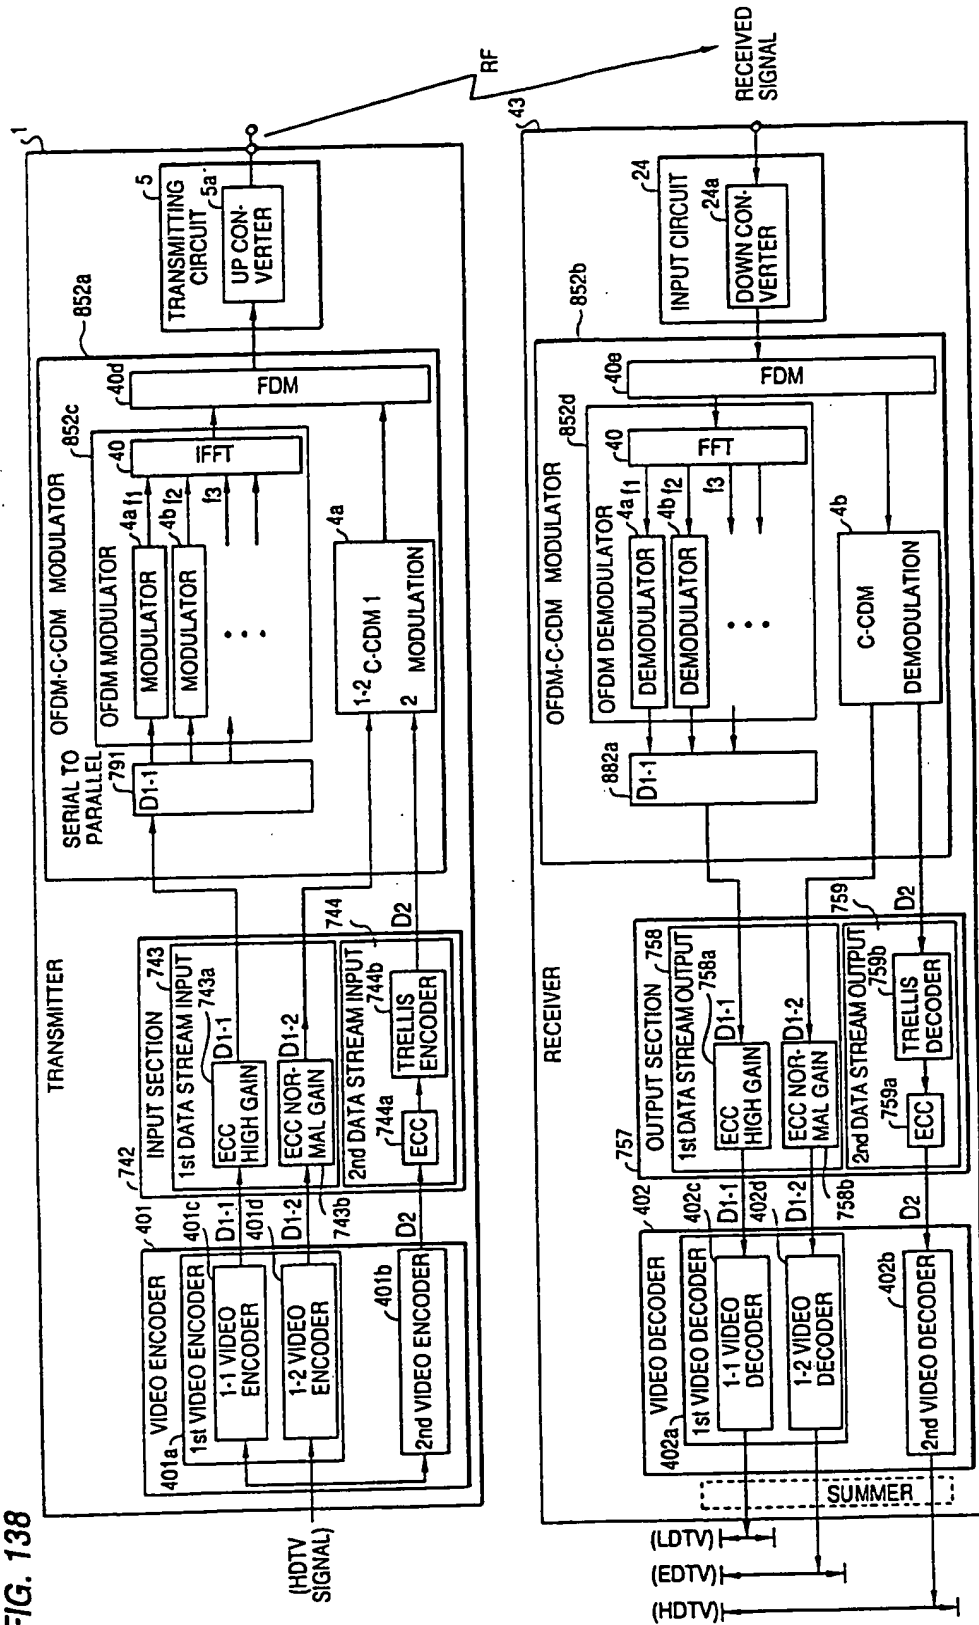 FIG. 138
TRANSMITTER
1
(HDTV
SIGNAL)
401
VIDEO ENCODER
401a
1st VIDEO ENCODER
401c
1-1 VIDEO
ENCODER
401d
1-2 VIDEO
ENCODER
401b
2nd VIDEO ENCODER
D1-1
D1-2
D2
742
INPUT SECTION
743
1st DATA STREAM INPUT
743a
ECC
HIGH GAIN
ECC NOR-
MAL GAIN
743b
744
2nd DATA STREAM INPUT
744a
ECC
744b
TRELLIS
ENCODER
D1-1
D1-2
D2
852a
OFDM-C-CDM MODULATOR
SERIAL TO
PARALLEL
791
D1-1
852c
OFDM MODULATOR
4a
MODULATOR
f1
4b
MODULATOR
f2
f3
40
IFFT
4a
1-2
C-CDM 1
2
MODULATION
40d
FDM
5
TRANSMITTING
CIRCUIT
5a
UP CON-
VERTER
RF
RECEIVED
SIGNAL
RECEIVER
43
24
INPUT CIRCUIT
24a
DOWN CON-
VERTER
852b
OFDM-C-CDM MODULATOR
40e
FDM
852d
OFDM DEMODULATOR
40
FFT
4a
f1
DEMODULATOR
4b
f2
DEMODULATOR
f3
882a
D1-1
4b
C-CDM
DEMODULATION
757
OUTPUT SECTION
758
1st DATA STREAM OUTPUT
758a
ECC
HIGH GAIN
ECC NOR-
MAL GAIN
758b
759
2nd DATA STREAM OUTPUT
759a
ECC
759b
TRELLIS
DECODER
D2
D1-1
D1-2
D2
402
VIDEO DECODER
402a
1st VIDEO DECODER
402c
1-1 VIDEO
DECODER
402d
1-2 VIDEO
DECODER
402b
2nd VIDEO DECODER
SUMMER
(LDTV)
(EDTV)
(HDTV)